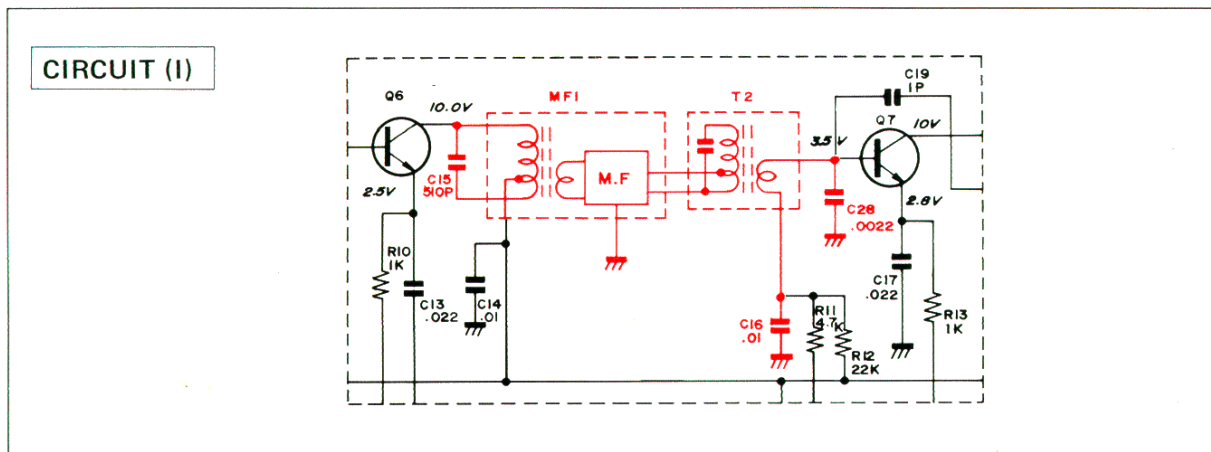 CIRCUIT (I)
Q6
10.0V
MF1
T2
C19
1P
Q7
10V
3.5 V
C15
510P
M.F
2.5V
2.8V
C28
.0022
R10
1K
C13
.022
C14
.01
C16
.01
R11
4.7K
R12
22K
C17
.022
R13
1K